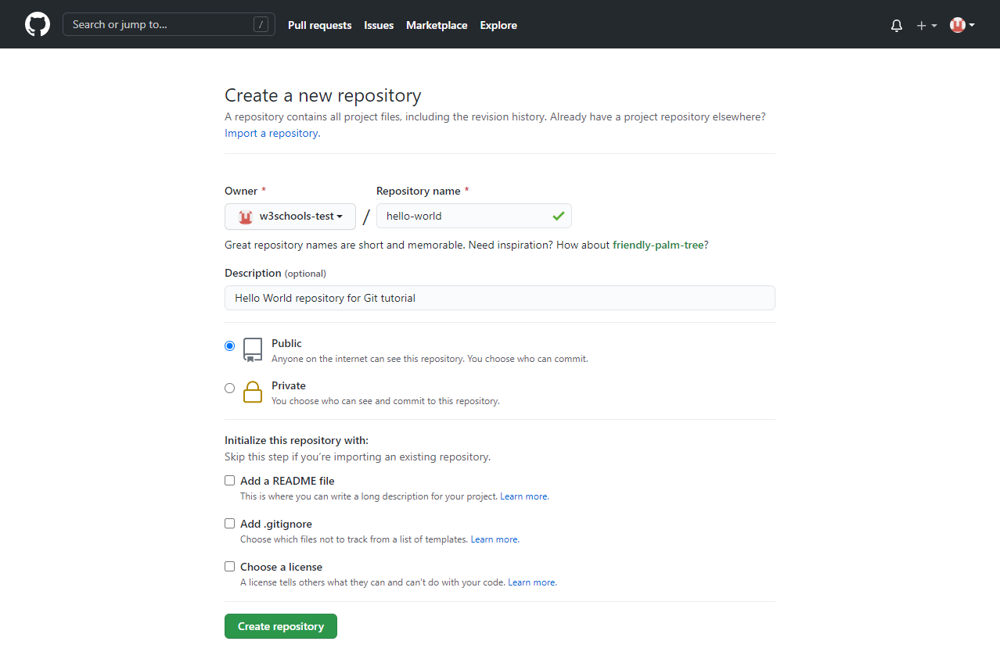 Search or jump to... /
Pull requests Issues Marketplace Explore
Create a new repository
A repository contains all project files, including the revision history. Already have a project repository elsewhere?
Import a repository.
Owner * Repository name *
w3schools-test / hello-world
Great repository names are short and memorable. Need inspiration? How about friendly-palm-tree?
Description (optional)
Hello World repository for Git tutorial
Public
Anyone on the internet can see this repository. You choose who can commit.
Private
You choose who can see and commit to this repository.
Initialize this repository with:
Skip this step if you’re importing an existing repository.
Add a README file
This is where you can write a long description for your project. Learn more.
Add .gitignore
Choose which files not to track from a list of templates. Learn more.
Choose a license
A license tells others what they can and can't do with your code. Learn more.
Create repository